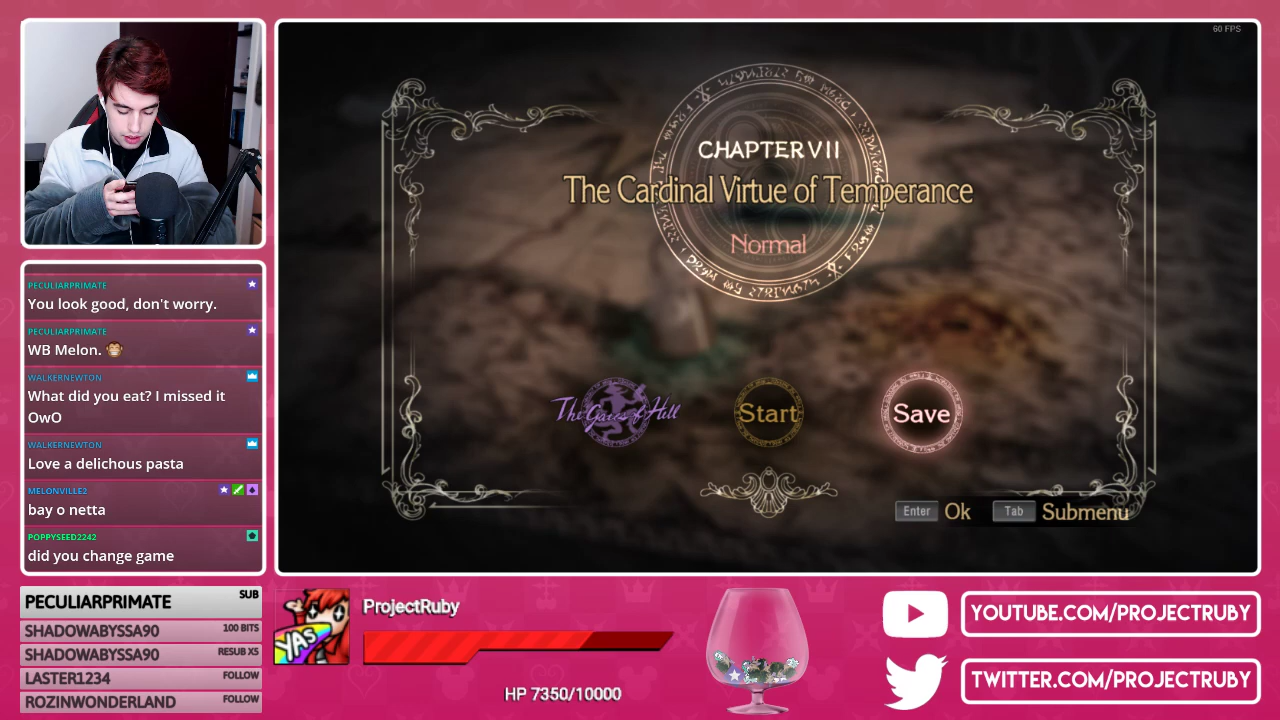 60 FPS
CHAPTER VII
The Cardinal Virtue of Temperance
Normal
The Gates of Hell
Start
Save
Enter Ok Tab Submenu
PECULIARPRIMATE
You look good, don't worry.
PECULIARPRIMATE
WB Melon. 🐵
WALKERNEWTON
What did you eat? I missed it
OwO
WALKERNEWTON
Love a delichous pasta
MELONVILLE2
bay o netta
POPPYSEED2242
did you change game
PECULIARPRIMATE SUB
SHADOWABYSSA90 100 BITS
SHADOWABYSSA90 RESUB X5
LASTER1234 FOLLOW
ROZINWONDERLAND FOLLOW
YAS
ProjectRuby
HP 7350/10000
YOUTUBE.COM/PROJECTRUBY
TWITTER.COM/PROJECTRUBY